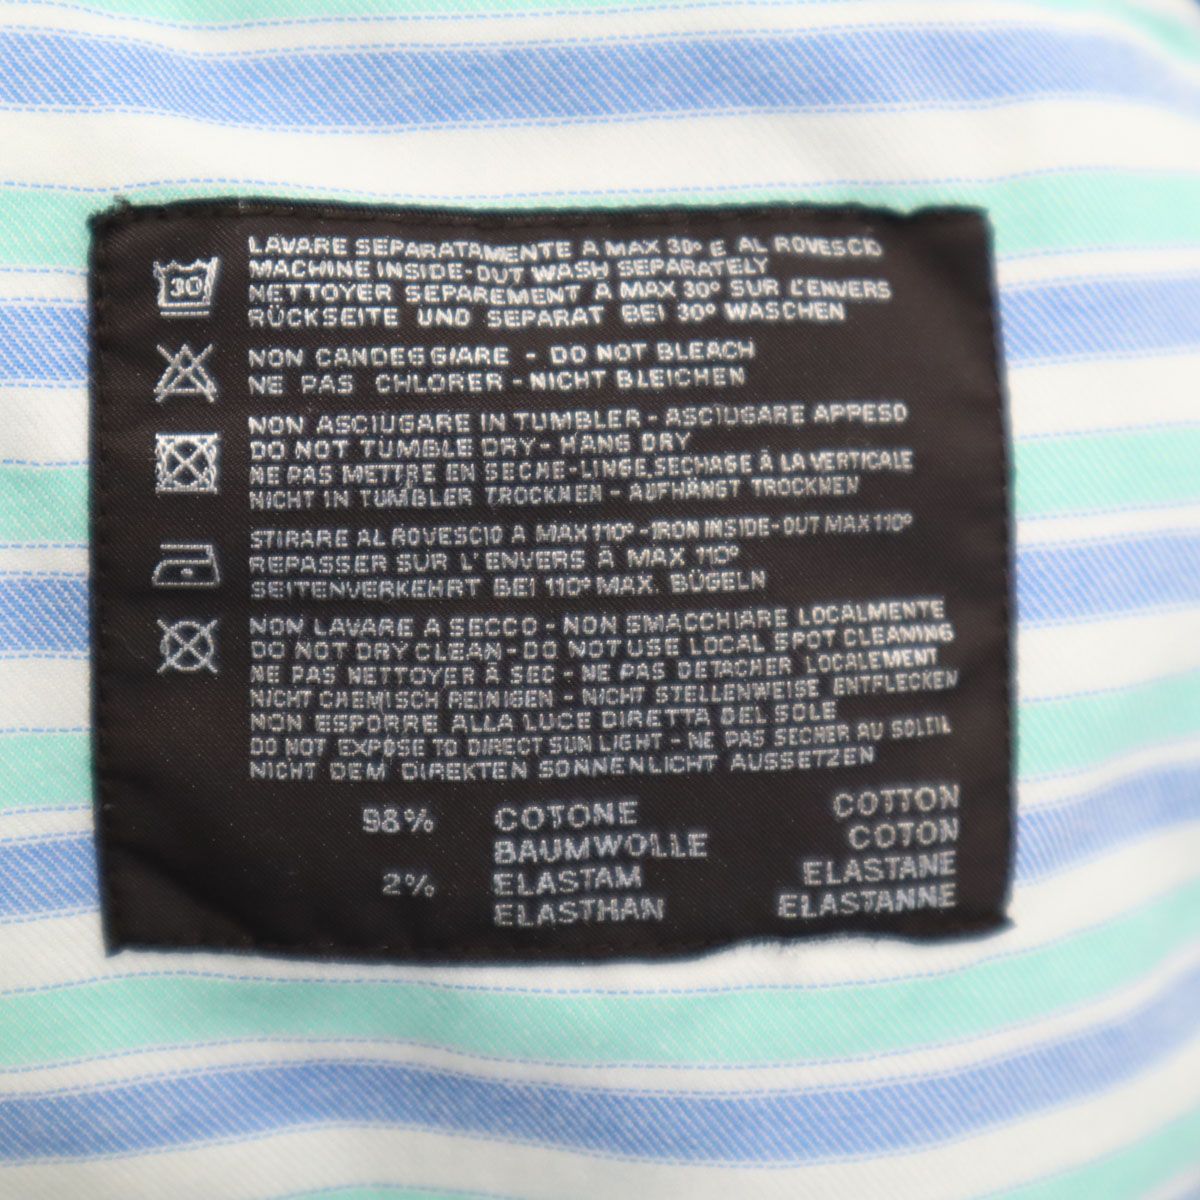 30
LAVARE SEPARATAMENTE A MAX 30° E AL ROVESCIO
MACHINE INSIDE-OUT WASH SEPARATELY
NETTOYER SEPAREMENT A MAX 30° SUR L'ENVERS
RÜCKSEITE UND SEPARAT BEI 30° WASCHEN
NON CANDEGGIARE - DO NOT BLEACH
NE PAS CHLORER - NICHT BLEICHEN
NON ASCIUGARE IN TUMBLER - ASCIUGARE APPESO
DO NOT TUMBLE DRY - HANG DRY
NE PAS METTRE EN SECHE-LINGE, SECHAGE À LA VERTICALE
NICHT IN TUMBLER TROCKNEN - AUFHÄNGT TROCKNEN
STIRARE AL ROVESCIO A MAX 110° - IRON INSIDE-OUT MAX 110°
REPASSER SUR L'ENVERS À MAX 110°
SEITENVERKEHRT BEI 110° MAX. BÜGELN
NON LAVARE A SECCO - NON SMACCHIARE LOCALMENTE
DO NOT DRY CLEAN - DO NOT USE LOCAL SPOT CLEANING
NE PAS NETTOYER À SEC - NE PAS DETACHER LOCALEMENT
NICHT CHEMISCH REINIGEN - NICHT STELLENWEISE ENTFLECKEN
NON ESPORRE ALLA LUCE DIRETTA DEL SOLE
DO NOT EXPOSE TO DIRECT SUN LIGHT - NE PAS SECHER AU SOLEIL
NICHT DEM DIREKTEN SONNENLICHT AUSSETZEN
98% COTONE COTTON
BAUMWOLLE COTON
2% ELASTAM ELASTANE
ELASTHAN ELASTANNE